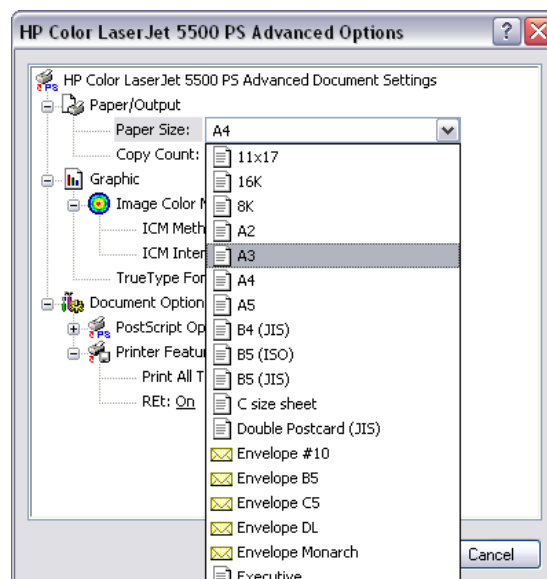 HP Color LaserJet 5500 PS Advanced Options
HP Color LaserJet 5500 PS Advanced Document Settings
Paper/Output
Paper Size: A4
Copy Count:
11x17
Graphic
16K
8K
Image Color
A2
ICM Meth
ICM Inter
A3
TrueType For
A4
Document Option
A5
PostScript Op
B4 (JIS)
Printer Featu
B5 (ISO)
Print All T
B5 (JIS)
REt: On
C size sheet
Double Postcard (JIS)
Envelope #10
Envelope B5
Envelope C5
Envelope DL
Envelope Monarch
Cancel
Executive